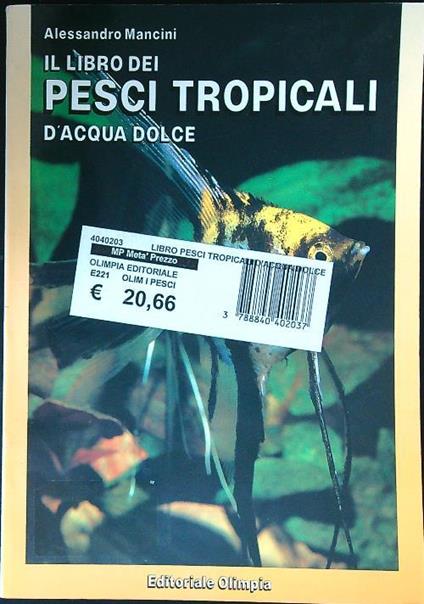 Alessandro Mancini
IL LIBRO DEI
PESCI TROPICALI
D'ACQUA DOLCE
4040203 LIBRO PESCI TROPICALI D'ACQUA DOLCE
MP Meta' Prezzo
OLIMPIA EDITORIALE
E221 OLIM I PESCI
€ 20,66
3 788840 402037
Editoriale Olimpia